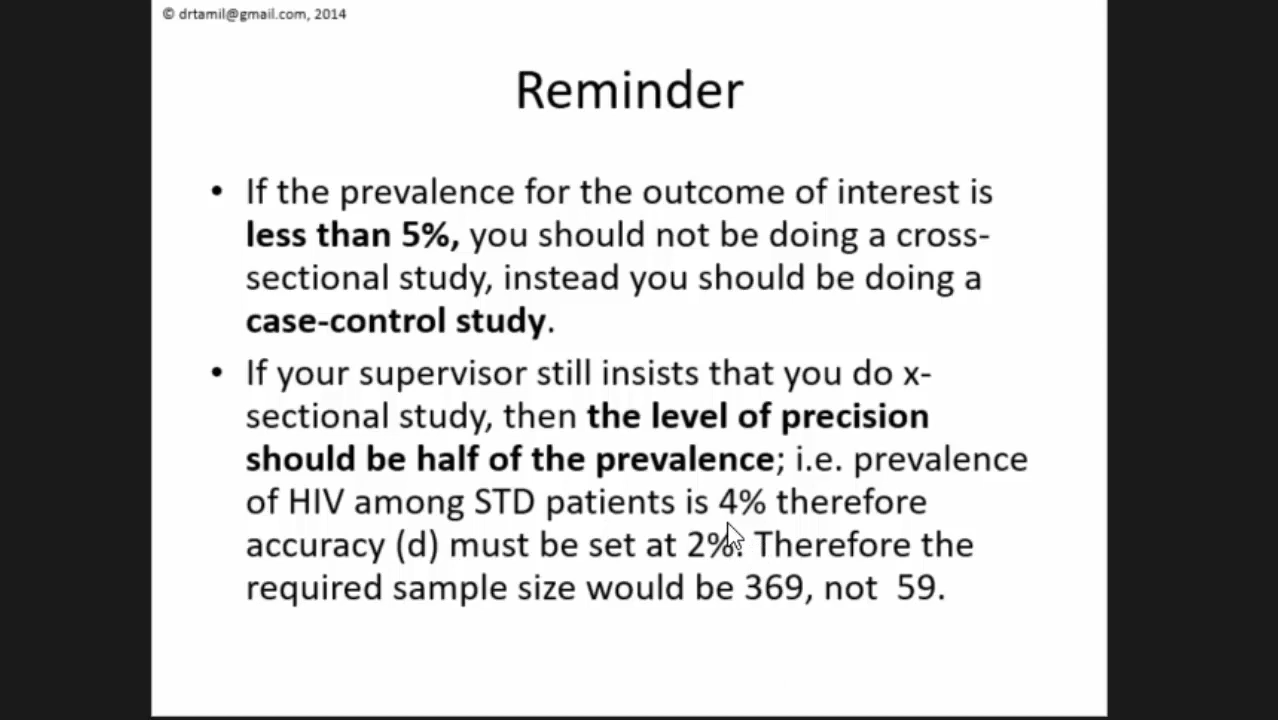 © drtamil@gmail.com, 2014
Reminder
• If the prevalence for the outcome of interest is
less than 5%, you should not be doing a cross-
sectional study, instead you should be doing a
case-control study.
• If your supervisor still insists that you do x-
sectional study, then the level of precision
should be half of the prevalence; i.e. prevalence
of HIV among STD patients is 4% therefore
accuracy (d) must be set at 2%. Therefore the
required sample size would be 369, not  59.